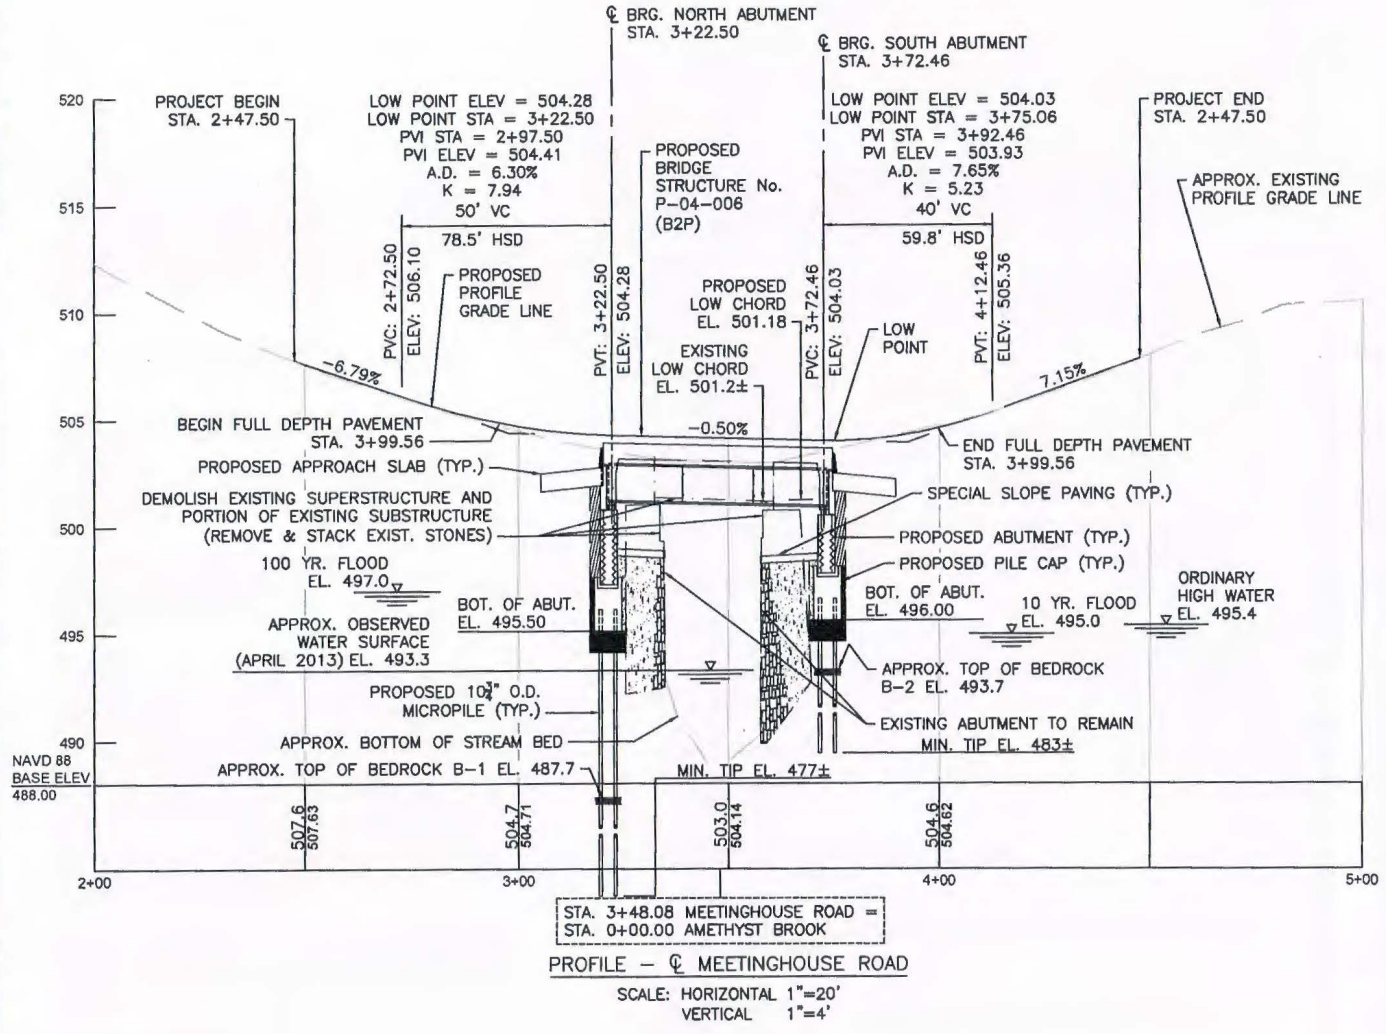 ℄ BRG. NORTH ABUTMENT
STA. 3+22.50
℄ BRG. SOUTH ABUTMENT
STA. 3+72.46
520
515
510
505
500
495
490
PROJECT BEGIN
STA. 2+47.50
LOW POINT ELEV = 504.28
LOW POINT STA = 3+22.50
PVI STA = 2+97.50
PVI ELEV = 504.41
A.D. = 6.30%
K = 7.94
50' VC
78.5' HSD
PROPOSED
BRIDGE
STRUCTURE No.
P-04-006
(B2P)
LOW POINT ELEV = 504.03
LOW POINT STA = 3+75.06
PVI STA = 3+92.46
PVI ELEV = 503.93
A.D. = 7.65%
K = 5.23
40' VC
59.8' HSD
PROJECT END
STA. 2+47.50
APPROX. EXISTING
PROFILE GRADE LINE
PVC: 2+72.50
ELEV: 506.10
PROPOSED
PROFILE
GRADE LINE
PVT: 3+22.50
ELEV: 504.28
PROPOSED
LOW CHORD
EL. 501.18
EXISTING
LOW CHORD
EL. 501.2±
PVC: 3+72.46
ELEV: 504.03
LOW
POINT
PVT: 4+12.46
ELEV: 505.36
-6.79%
-0.50%
7.15%
BEGIN FULL DEPTH PAVEMENT
STA. 3+99.56
END FULL DEPTH PAVEMENT
STA. 3+99.56
PROPOSED APPROACH SLAB (TYP.)
DEMOLISH EXISTING SUPERSTRUCTURE AND
PORTION OF EXISTING SUBSTRUCTURE
(REMOVE & STACK EXIST. STONES)
SPECIAL SLOPE PAVING (TYP.)
PROPOSED ABUTMENT (TYP.)
PROPOSED PILE CAP (TYP.)
100 YR. FLOOD
EL. 497.0
BOT. OF ABUT.
EL. 495.50
BOT. OF ABUT.
EL. 496.00
10 YR. FLOOD
EL. 495.0
ORDINARY
HIGH WATER
EL. 495.4
APPROX. OBSERVED
WATER SURFACE
(APRIL 2013) EL. 493.3
APPROX. TOP OF BEDROCK
B-2 EL. 493.7
PROPOSED 10¾" O.D.
MICROPILE (TYP.)
EXISTING ABUTMENT TO REMAIN
APPROX. BOTTOM OF STREAM BED
MIN. TIP EL. 483±
NAVD 88
BASE ELEV
488.00
APPROX. TOP OF BEDROCK B-1 EL. 487.7
MIN. TIP EL. 477±
507.6
507.63
504.7
504.71
503.0
504.14
504.6
504.62
2+00
3+00
4+00
5+00
STA. 3+48.08 MEETINGHOUSE ROAD =
STA. 0+00.00 AMETHYST BROOK
PROFILE - ℄ MEETINGHOUSE ROAD
SCALE: HORIZONTAL 1"=20'
VERTICAL 1"=4'